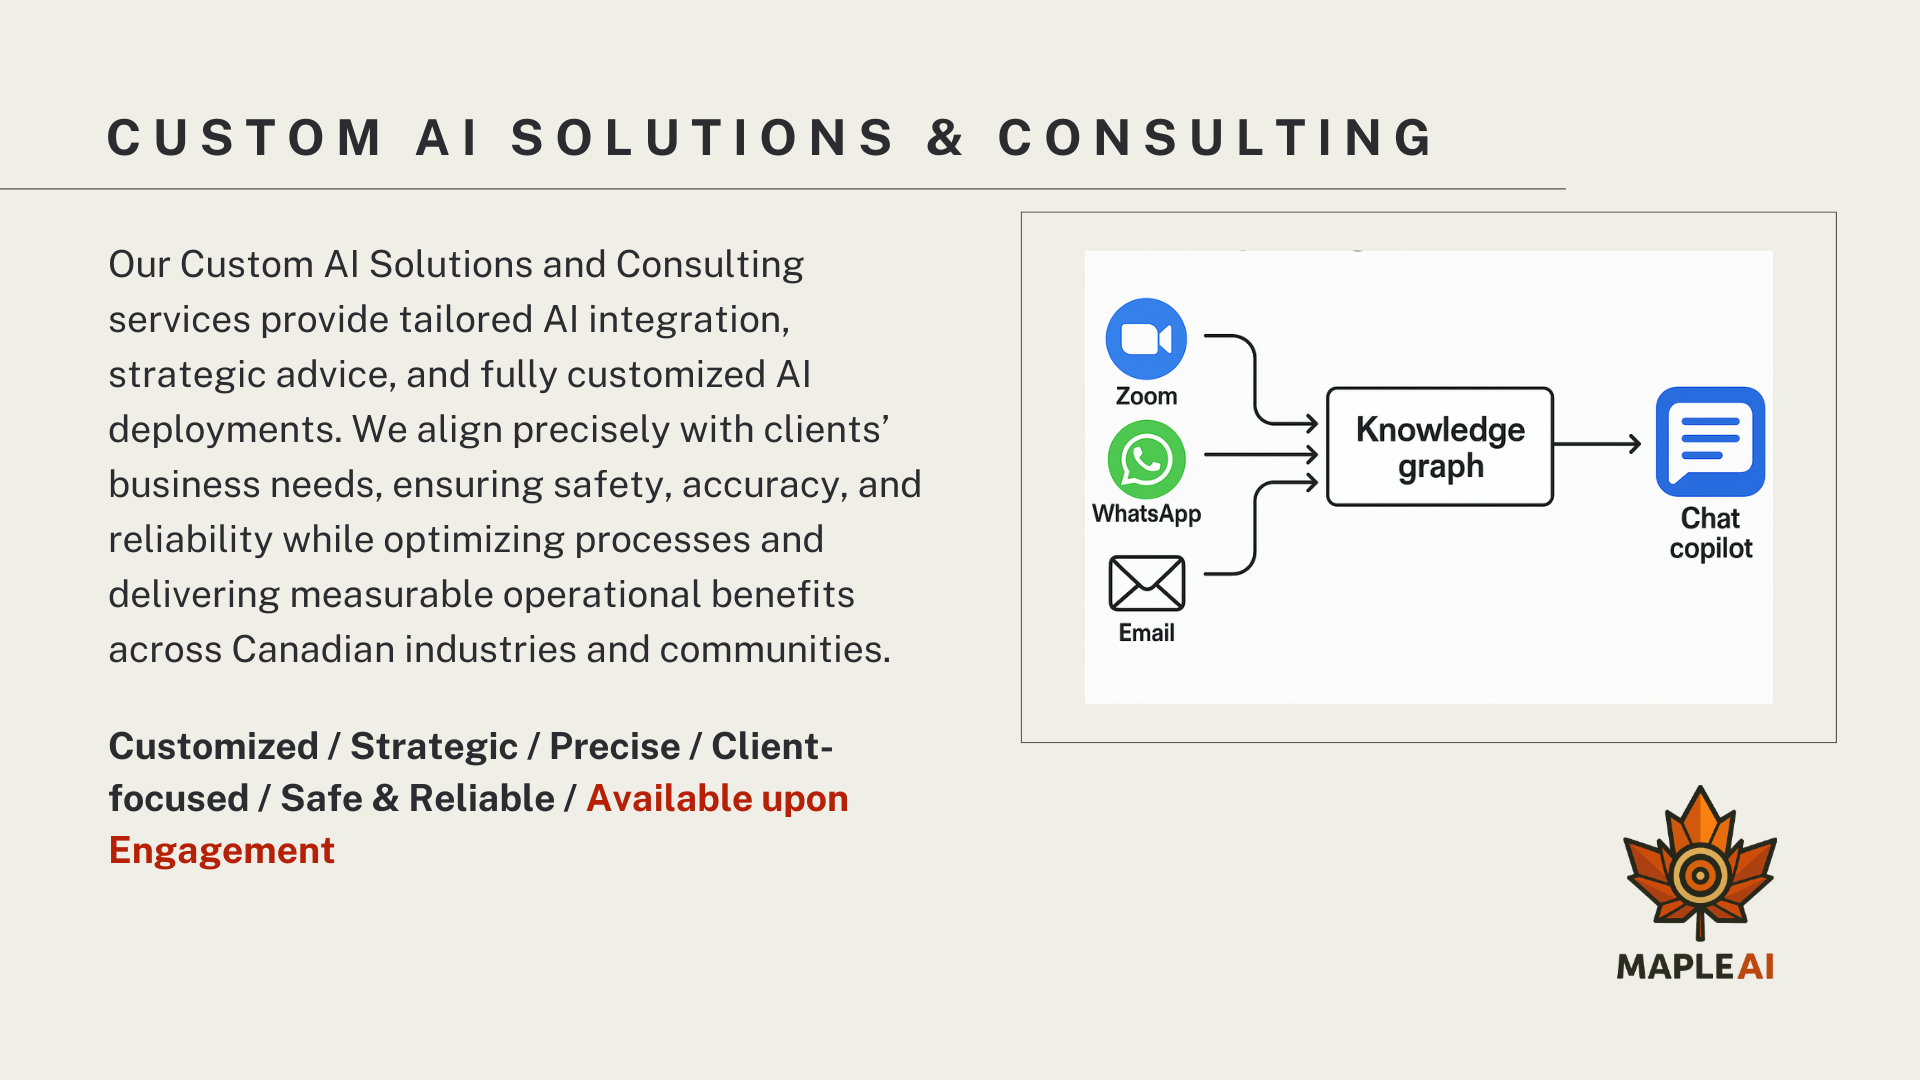 CUSTOM AI SOLUTIONS & CONSULTING
Our Custom AI Solutions and Consulting
services provide tailored AI integration,
strategic advice, and fully customized AI
deployments. We align precisely with clients’
business needs, ensuring safety, accuracy, and
reliability while optimizing processes and
delivering measurable operational benefits
across Canadian industries and communities.
Customized / Strategic / Precise / Client-
focused / Safe & Reliable / Available upon
Engagement
Zoom
WhatsApp
Email
Knowledge
graph
Chat
copilot
MAPLEAI